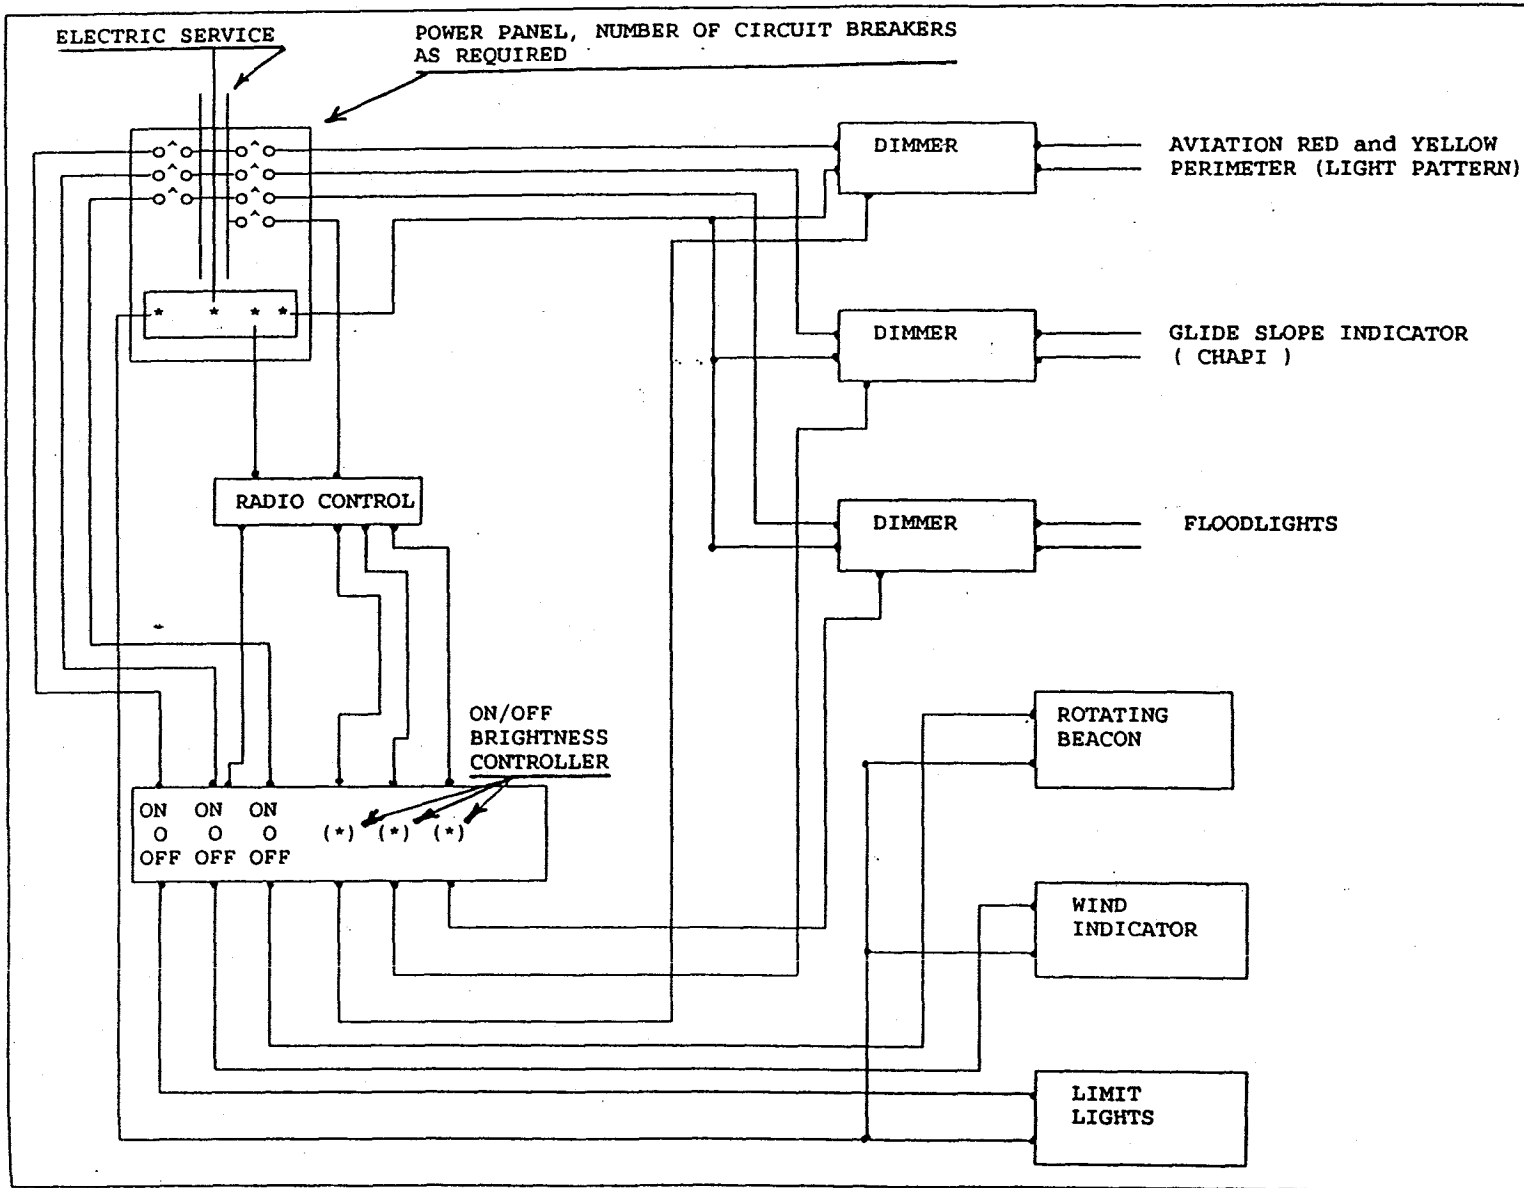 ELECTRIC SERVICE
POWER PANEL, NUMBER OF CIRCUIT BREAKERS
AS REQUIRED
DIMMER
AVIATION RED and YELLOW
PERIMETER (LIGHT PATTERN)
* * * *
DIMMER
GLIDE SLOPE INDICATOR
( CHAPI )
RADIO CONTROL
DIMMER
FLOODLIGHTS
ON/OFF
BRIGHTNESS
CONTROLLER
ROTATING
BEACON
ON ON ON
O O O (*) (*) (*)
OFF OFF OFF
WIND
INDICATOR
LIMIT
LIGHTS